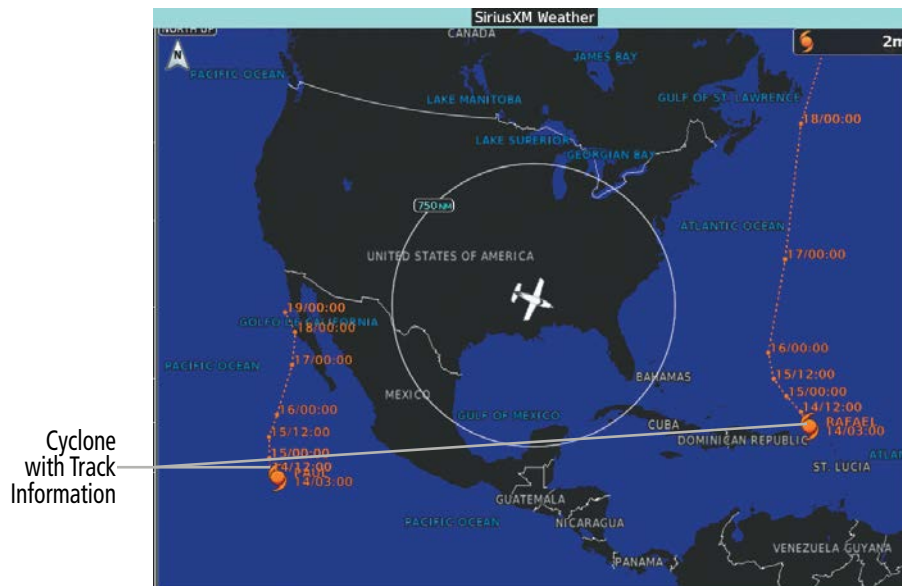 SiriusXM Weather
NORTH UP
N
2m
CANADA
JAMES BAY
PACIFIC OCEAN
LAKE MANITOBA
GULF OF ST. LAWRENCE
18/00:00
LAKE SUPERIOR
GEORGIAN BAY
750NM
ATLANTIC OCEAN
UNITED STATES OF AMERICA
17/00:00
19/00:00
GOLFO DE CALIFORNIA
18/00:00
16/00:00
PACIFIC OCEAN
17/00:00
15/12:00
BAHAMAS
MEXICO
15/00:00
16/00:00
GULF OF MEXICO
14/12:00
CUBA
RAFAEL
14/03:00
15/12:00
DOMINICAN REPUBLIC
Cyclone
with Track
Information
15/00:00
14/12:00
PAUL
14/03:00
ST. LUCIA
GUATEMALA
PACIFIC OCEAN
NICARAGUA
PANAMA
VENEZUELA
GUYANA